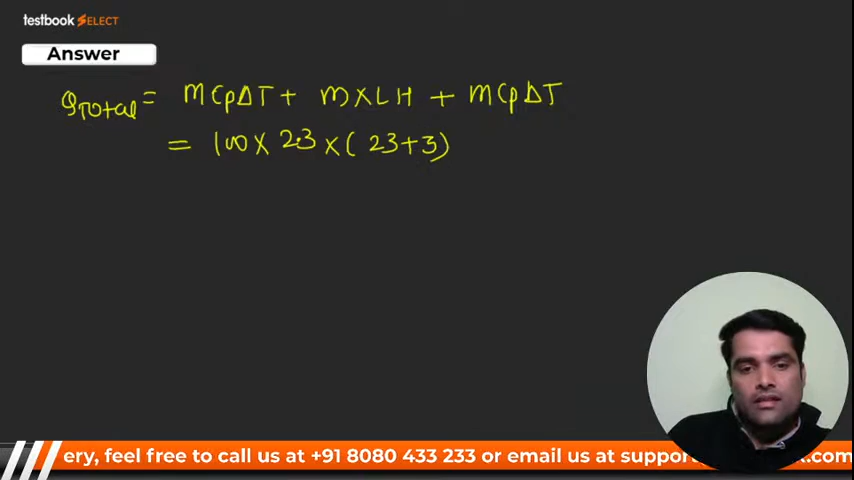 testbook SELECT
Answer
QTotal = MCpΔT + m×LH + MCpΔT
= 100 × 2.3 × ( 23+3)
ery, feel free to call us at +91 8080 433 233 or email us at support
k.com